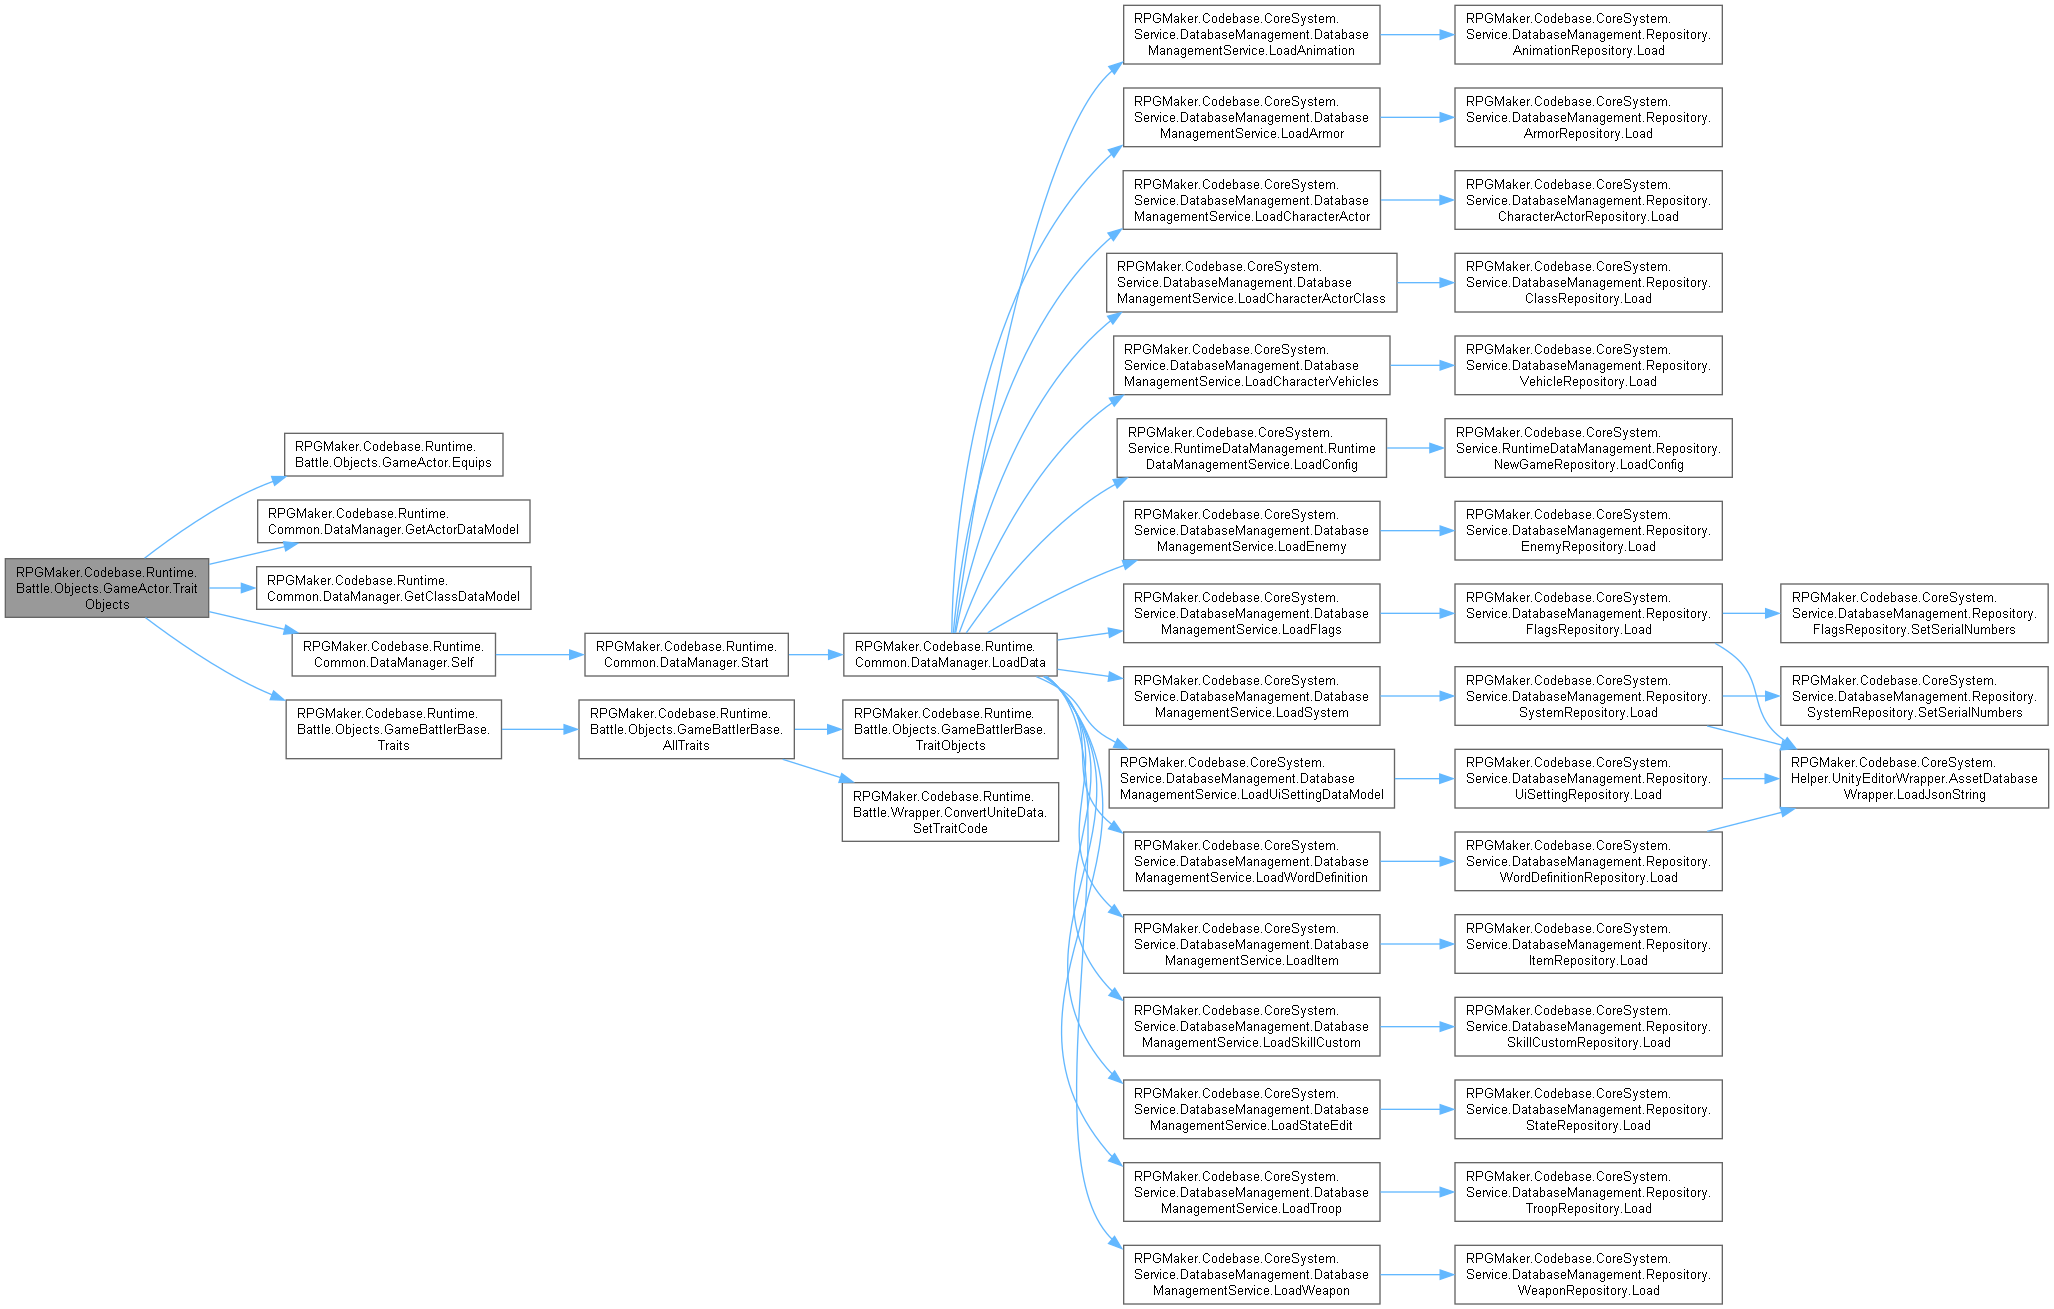 RPGMaker.Codebase.Runtime.
Battle.Objects.GameActor.Trait
Objects
RPGMaker.Codebase.Runtime.
Battle.Objects.GameActor.Equips
RPGMaker.Codebase.Runtime.
Common.DataManager.GetActorDataModel
RPGMaker.Codebase.Runtime.
Common.DataManager.GetClassDataModel
RPGMaker.Codebase.Runtime.
Common.DataManager.Self
RPGMaker.Codebase.Runtime.
Battle.Objects.GameBattlerBase.
Traits
RPGMaker.Codebase.Runtime.
Common.DataManager.Start
RPGMaker.Codebase.Runtime.
Battle.Objects.GameBattlerBase.
AllTraits
RPGMaker.Codebase.Runtime.
Common.DataManager.LoadData
RPGMaker.Codebase.Runtime.
Battle.Objects.GameBattlerBase.
TraitObjects
RPGMaker.Codebase.Runtime.
Battle.Wrapper.ConvertUniteData.
SetTraitCode
RPGMaker.Codebase.CoreSystem.
Service.DatabaseManagement.Database
ManagementService.LoadAnimation
RPGMaker.Codebase.CoreSystem.
Service.DatabaseManagement.Repository.
AnimationRepository.Load
RPGMaker.Codebase.CoreSystem.
Service.DatabaseManagement.Database
ManagementService.LoadArmor
RPGMaker.Codebase.CoreSystem.
Service.DatabaseManagement.Repository.
ArmorRepository.Load
RPGMaker.Codebase.CoreSystem.
Service.DatabaseManagement.Database
ManagementService.LoadCharacterActor
RPGMaker.Codebase.CoreSystem.
Service.DatabaseManagement.Repository.
CharacterActorRepository.Load
RPGMaker.Codebase.CoreSystem.
Service.DatabaseManagement.Database
ManagementService.LoadCharacterActorClass
RPGMaker.Codebase.CoreSystem.
Service.DatabaseManagement.Repository.
ClassRepository.Load
RPGMaker.Codebase.CoreSystem.
Service.DatabaseManagement.Database
ManagementService.LoadCharacterVehicles
RPGMaker.Codebase.CoreSystem.
Service.DatabaseManagement.Repository.
VehicleRepository.Load
RPGMaker.Codebase.CoreSystem.
Service.RuntimeDataManagement.Runtime
DataManagementService.LoadConfig
RPGMaker.Codebase.CoreSystem.
Service.RuntimeDataManagement.Repository.
NewGameRepository.LoadConfig
RPGMaker.Codebase.CoreSystem.
Service.DatabaseManagement.Database
ManagementService.LoadEnemy
RPGMaker.Codebase.CoreSystem.
Service.DatabaseManagement.Repository.
EnemyRepository.Load
RPGMaker.Codebase.CoreSystem.
Service.DatabaseManagement.Database
ManagementService.LoadFlags
RPGMaker.Codebase.CoreSystem.
Service.DatabaseManagement.Repository.
FlagsRepository.Load
RPGMaker.Codebase.CoreSystem.
Service.DatabaseManagement.Repository.
FlagsRepository.SetSerialNumbers
RPGMaker.Codebase.CoreSystem.
Service.DatabaseManagement.Database
ManagementService.LoadSystem
RPGMaker.Codebase.CoreSystem.
Service.DatabaseManagement.Repository.
SystemRepository.Load
RPGMaker.Codebase.CoreSystem.
Service.DatabaseManagement.Repository.
SystemRepository.SetSerialNumbers
RPGMaker.Codebase.CoreSystem.
Service.DatabaseManagement.Database
ManagementService.LoadUiSettingDataModel
RPGMaker.Codebase.CoreSystem.
Service.DatabaseManagement.Repository.
UiSettingRepository.Load
RPGMaker.Codebase.CoreSystem.
Helper.UnityEditorWrapper.AssetDatabase
Wrapper.LoadJsonString
RPGMaker.Codebase.CoreSystem.
Service.DatabaseManagement.Database
ManagementService.LoadWordDefinition
RPGMaker.Codebase.CoreSystem.
Service.DatabaseManagement.Repository.
WordDefinitionRepository.Load
RPGMaker.Codebase.CoreSystem.
Service.DatabaseManagement.Database
ManagementService.LoadItem
RPGMaker.Codebase.CoreSystem.
Service.DatabaseManagement.Repository.
ItemRepository.Load
RPGMaker.Codebase.CoreSystem.
Service.DatabaseManagement.Database
ManagementService.LoadSkillCustom
RPGMaker.Codebase.CoreSystem.
Service.DatabaseManagement.Repository.
SkillCustomRepository.Load
RPGMaker.Codebase.CoreSystem.
Service.DatabaseManagement.Database
ManagementService.LoadStateEdit
RPGMaker.Codebase.CoreSystem.
Service.DatabaseManagement.Repository.
StateRepository.Load
RPGMaker.Codebase.CoreSystem.
Service.DatabaseManagement.Database
ManagementService.LoadTroop
RPGMaker.Codebase.CoreSystem.
Service.DatabaseManagement.Repository.
TroopRepository.Load
RPGMaker.Codebase.CoreSystem.
Service.DatabaseManagement.Database
ManagementService.LoadWeapon
RPGMaker.Codebase.CoreSystem.
Service.DatabaseManagement.Repository.
WeaponRepository.Load